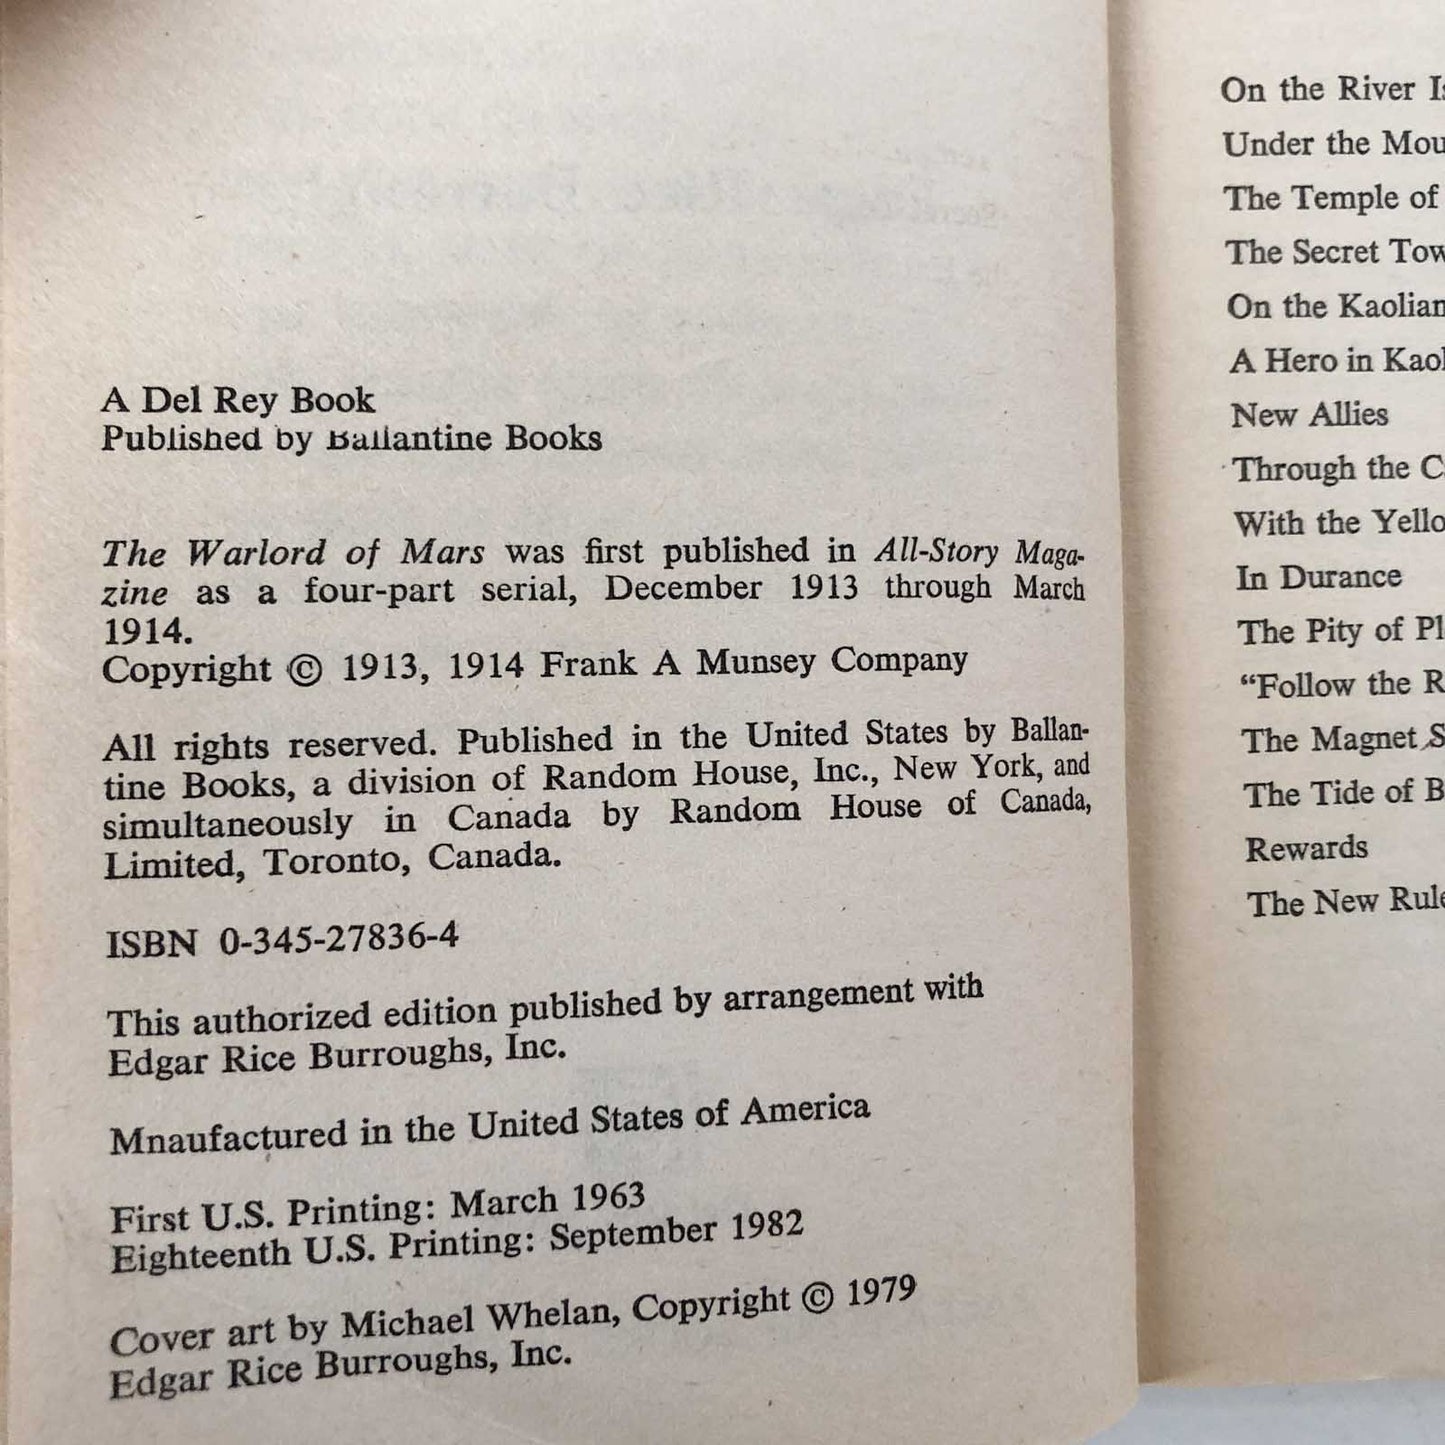 A Del Rey Book
Published by Ballantine Books
The Warlord of Mars was first published in All-Story Maga-
zine as a four-part serial, December 1913 through March
1914.
Copyright © 1913, 1914 Frank A Munsey Company
All rights reserved. Published in the United States by Ballan-
tine Books, a division of Random House, Inc., New York, and
simultaneously in Canada by Random House of Canada,
Limited, Toronto, Canada.
ISBN 0-345-27836-4
This authorized edition published by arrangement with
Edgar Rice Burroughs, Inc.
Mnaufactured in the United States of America
First U.S. Printing: March 1963
Eighteenth U.S. Printing: September 1982
Cover art by Michael Whelan, Copyright © 1979
Edgar Rice Burroughs, Inc.
On the River
Under the
The Temple of
The Secret
On the Kaolian
A Hero in
New Allies
Through the
With the
In Durance
The Pity of
“Follow the
The Magnet
The Tide of
Rewards
The New